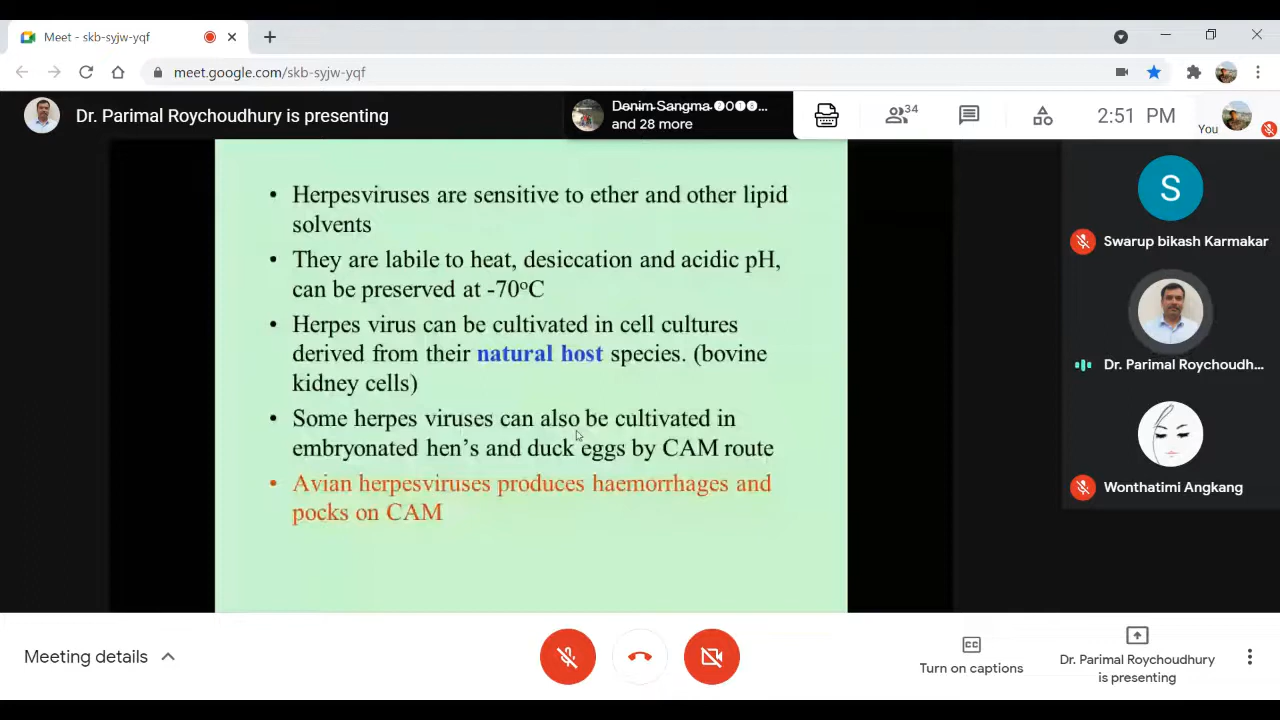 Meet - skb-syjw-yqf
meet.google.com/skb-syjw-yqf
Dr. Parimal Roychoudhury is presenting
Denim Sangma ❼⓿❶❽...
and 28 more
34
2:51 PM
You
• Herpesviruses are sensitive to ether and other lipid
solvents
• They are labile to heat, desiccation and acidic pH,
can be preserved at -70°C
• Herpes virus can be cultivated in cell cultures
derived from their natural host species. (bovine
kidney cells)
• Some herpes viruses can also be cultivated in
embryonated hen's and duck eggs by CAM route
• Avian herpesviruses produces haemorrhages and
pocks on CAM
S
Swarup bikash Karmakar
Dr. Parimal Roychoudh...
Wonthatimi Angkang
Meeting details
CC
Turn on captions
Dr. Parimal Roychoudhury
is presenting